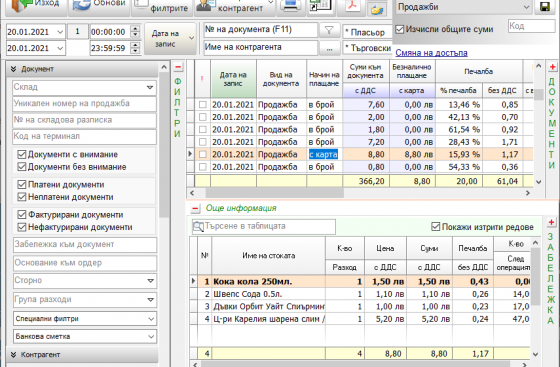 Изход
Обнови
филтрите
контрагент
Продажби
20.01.2021
1
00:00:00
20.01.2021
23:59:59
Дата на запис
№ на документа (F11)
Име на контрагента
...
* Пласьор
* Търговски
Изчисли общите суми
Код
Смяна на достъпа
Документ
Склад
Уникален номер на продажба
№ на складова разписка
Код на терминал
Документи с внимание
Документи без внимание
Платени документи
Неплатени документи
Фактурирани документи
Нефактурирани документи
Забележка към документ
Основание към ордер
Сторно
Група разходи
Специални филтри
Банкова сметка
Контрагент
ФИЛТРИ
! Дата на запис Вид на документа Начин на плащане Суми към документа Безналично плащане Печалба
с ДДС с карта % печалба без ДДС
20.01.2021 Продажба в брой 7,60 0,00 лв 13,46 % 0,85
20.01.2021 Продажба в брой 2,00 0,00 лв 42,13 % 0,70
20.01.2021 Продажба в брой 1,80 0,00 лв 61,54 % 0,92
20.01.2021 Продажба в брой 7,20 0,00 лв 28,43 % 1,71
20.01.2021 Продажба с карта 8,80 8,80 лв 15,93 % 1,17
20.01.2021 Продажба в брой 0,80 0,00 лв 54,33 % 0,36
366,20 8,80 20,00 61,04
ДОКУМЕНТИ
Още информация
Търсене в таблицата
Покажи изтрити редове
№ Име на стоката К-во Цена Суми Печалба К-во
Разход с ДДС с ДДС без ДДС След операцият
1 Кока кола 250мл. 1 1,50 лв 1,50 лв 0,43 0,0
2 Швепс Сода 0.5л. 1 1,10 лв 1,10 лв 0,26 14,0
3 Дъвки Орбит Уайт Спиърминт 1 1,00 лв 1,00 лв 0,23 17,0
4 Ц-ри Карелия шарена слим / 1 5,20 лв 5,20 лв 0,24 47,0
4 4 8,80 8,80 1,17
ЗАБЕЛЕЖКА